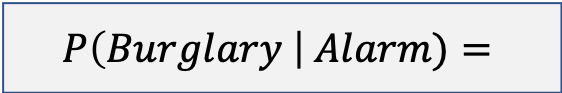 P(Burglary | Alarm) =